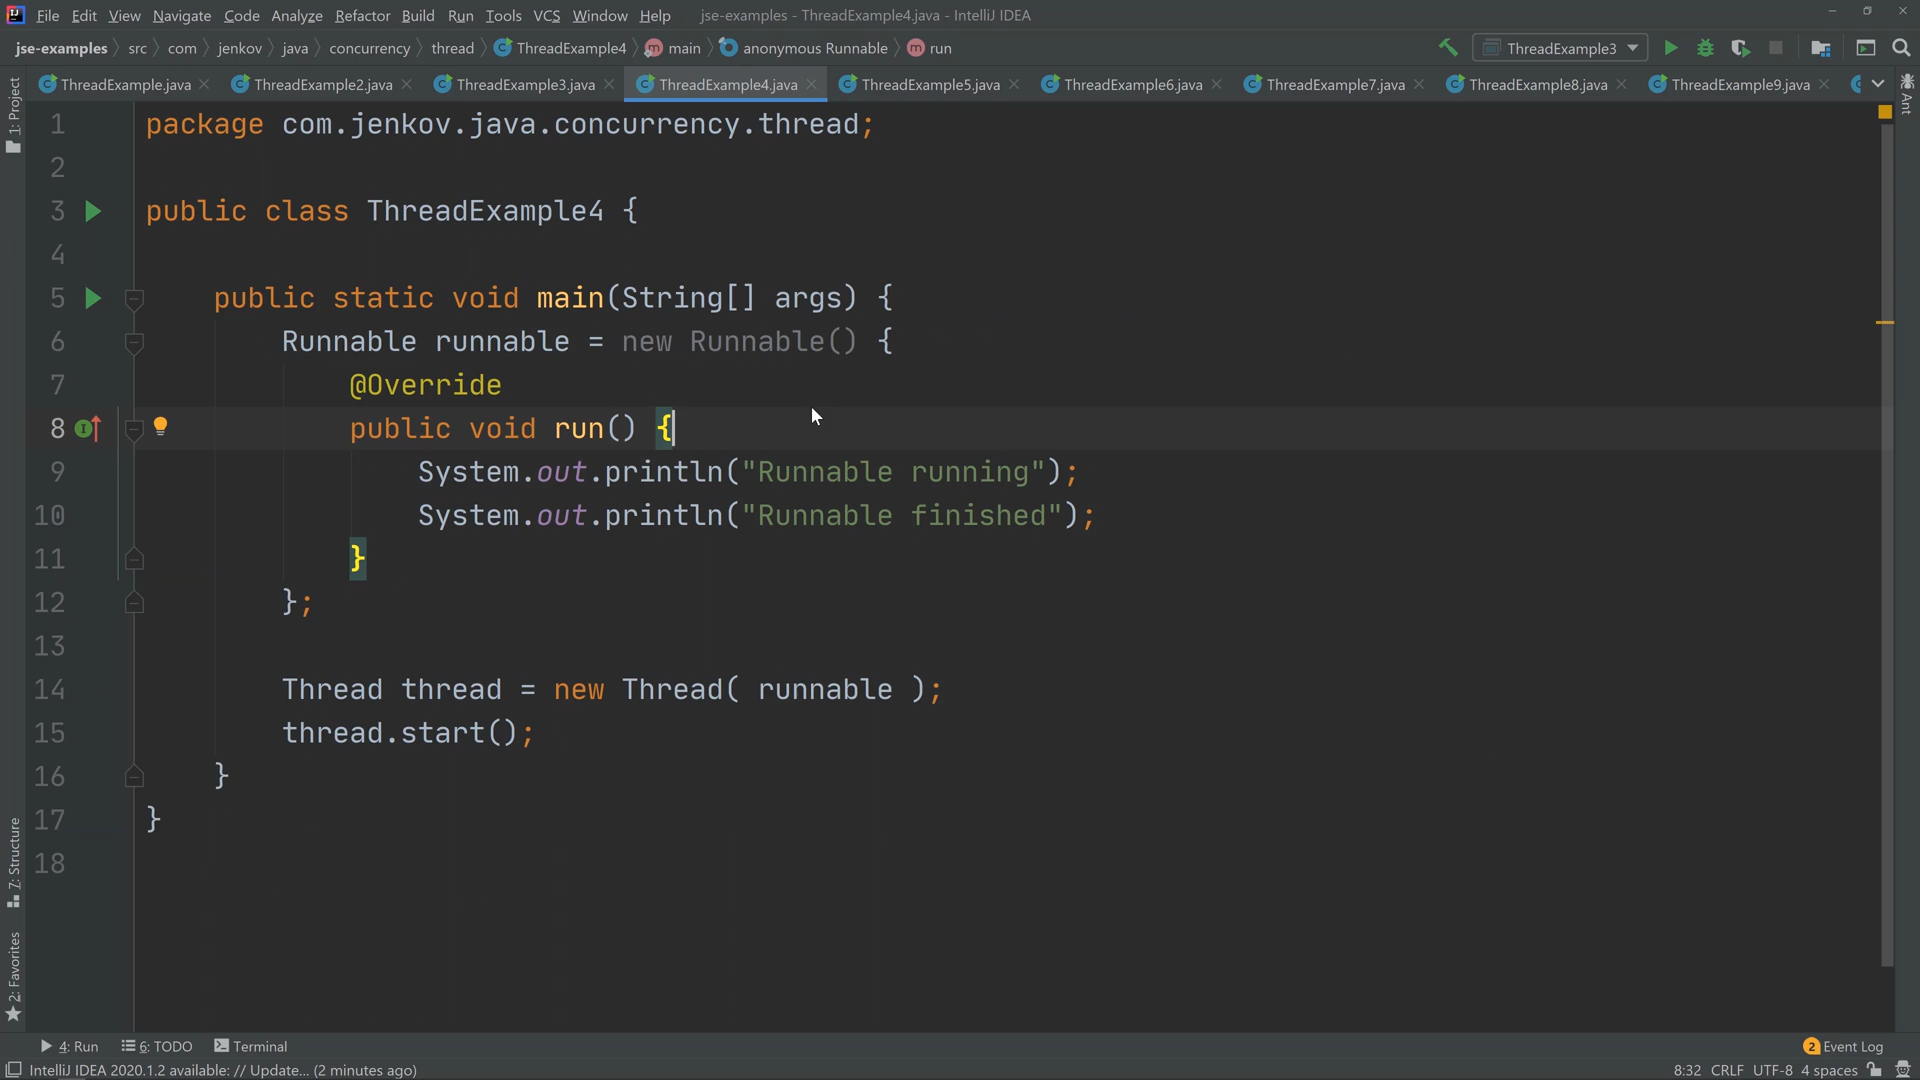 File Edit View Navigate Code Analyze Refactor Build Run Tools VCS Window Help jse-examples - ThreadExample4.java - IntelliJ IDEA
jse-examples src com jenkov java concurrency thread ThreadExample4 main anonymous Runnable run ThreadExample3
ThreadExample.java ThreadExample2.java ThreadExample3.java ThreadExample4.java ThreadExample5.java ThreadExample6.java ThreadExample7.java ThreadExample8.java ThreadExample9.java
1: Project
Ant
1 package com.jenkov.java.concurrency.thread;
2
3 public class ThreadExample4 {
4
5 public static void main(String[] args) {
6 Runnable runnable = new Runnable() {
7 @Override
8 public void run() {
9 System.out.println("Runnable running");
10 System.out.println("Runnable finished");
11 }
12 };
13
14 Thread thread = new Thread( runnable );
15 thread.start();
16 }
17 }
18
7: Structure
2: Favorites
4: Run 6: TODO Terminal 2 Event Log
IntelliJ IDEA 2020.1.2 available: // Update... (2 minutes ago) 8:32 CRLF UTF-8 4 spaces